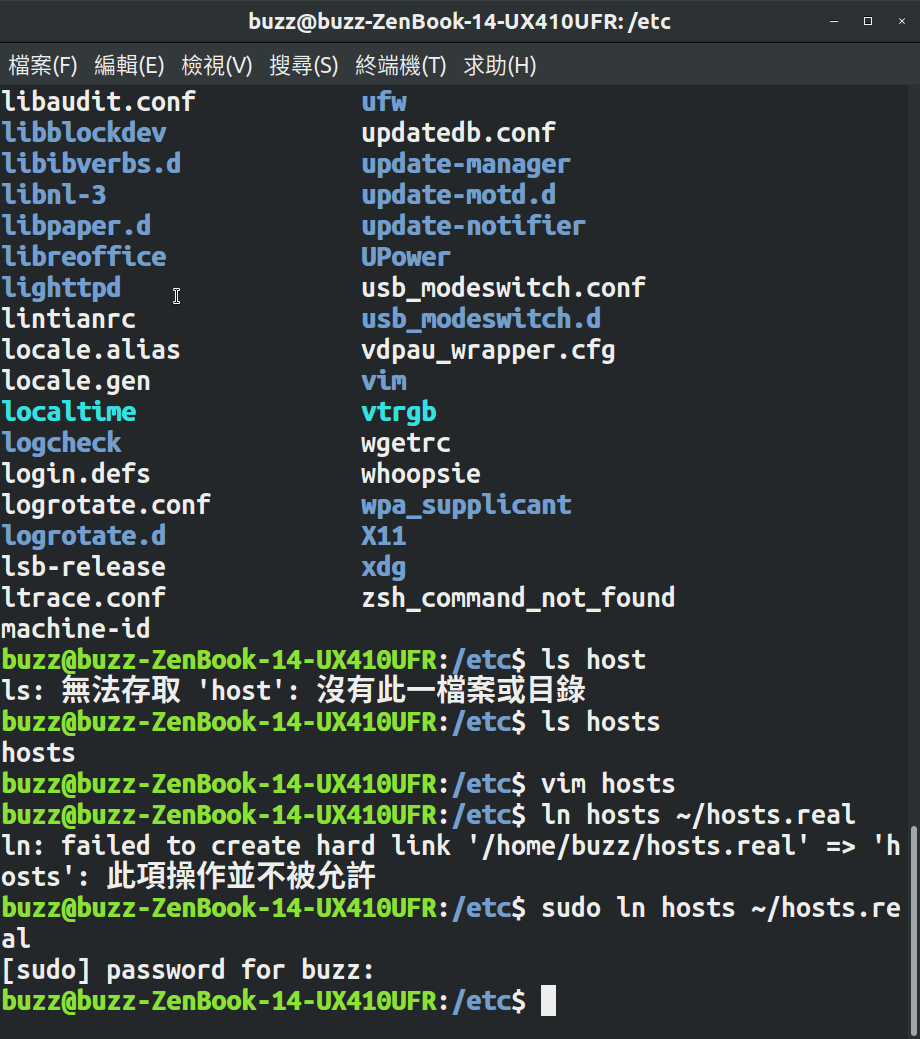 buzz@buzz-ZenBook-14-UX410UFR: /etc
檔案(F) 編輯(E) 檢視(V) 搜尋(S) 終端機(T) 求助(H)
libaudit.conf ufw
libblockdev updatedb.conf
libibverbs.d update-manager
libnl-3 update-motd.d
libpaper.d update-notifier
libreoffice UPower
lighttpd usb_modeswitch.conf
lintianrc usb_modeswitch.d
locale.alias vdpau_wrapper.cfg
locale.gen vim
localtime vtrgb
logcheck wgetrc
login.defs whoopsie
logrotate.conf wpa_supplicant
logrotate.d X11
lsb-release xdg
ltrace.conf zsh_command_not_found
machine-id
buzz@buzz-ZenBook-14-UX410UFR:/etc$ ls host
ls: 無法存取 'host': 沒有此一檔案或目錄
buzz@buzz-ZenBook-14-UX410UFR:/etc$ ls hosts
hosts
buzz@buzz-ZenBook-14-UX410UFR:/etc$ vim hosts
buzz@buzz-ZenBook-14-UX410UFR:/etc$ ln hosts ~/hosts.real
ln: failed to create hard link '/home/buzz/hosts.real' => 'h
osts': 此項操作並不被允許
buzz@buzz-ZenBook-14-UX410UFR:/etc$ sudo ln hosts ~/hosts.re
al
[sudo] password for buzz:
buzz@buzz-ZenBook-14-UX410UFR:/etc$